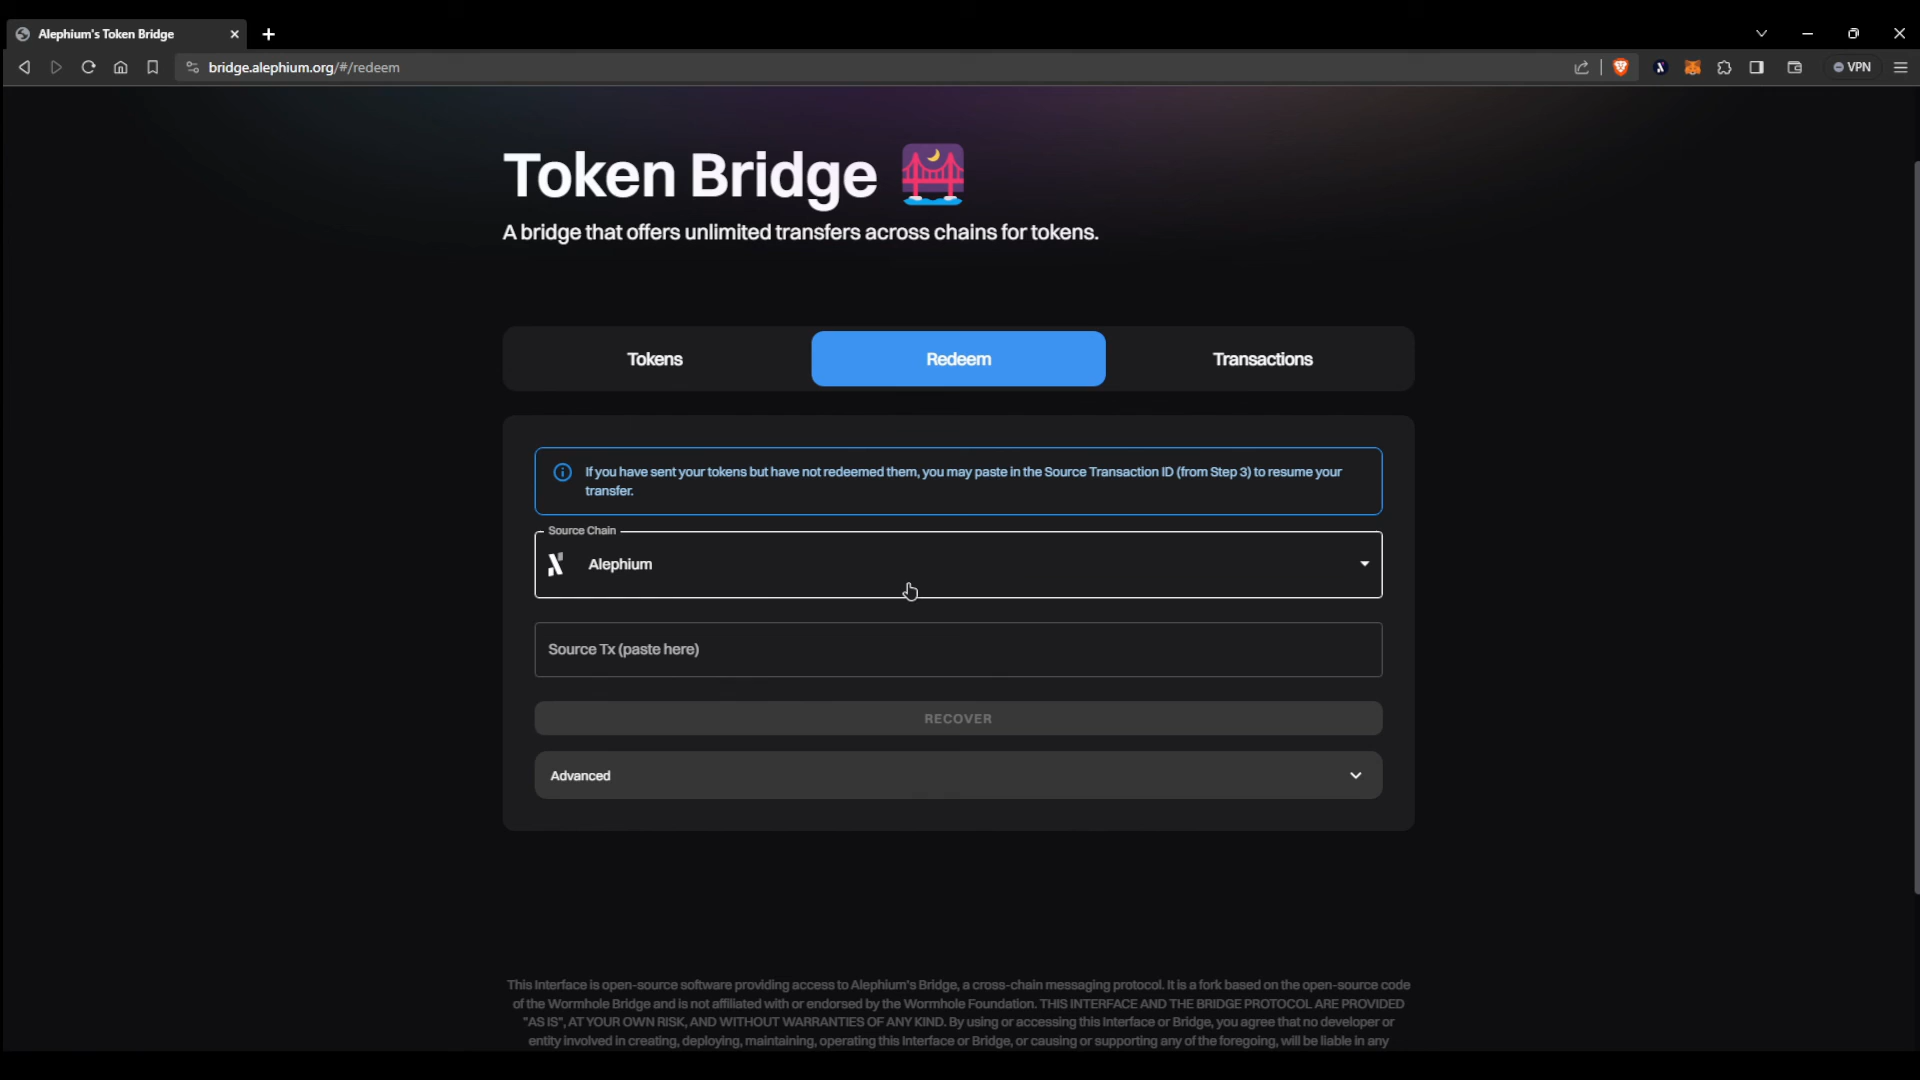 Alephium's Token Bridge
bridge.alephium.org/#/redeem
VPN
Token Bridge
A bridge that offers unlimited transfers across chains for tokens.
Tokens
Redeem
Transactions
If you have sent your tokens but have not redeemed them, you may paste in the Source Transaction ID (from Step 3) to resume your
transfer.
Source Chain
Alephium
Source Tx (paste here)
RECOVER
Advanced
This Interface is open-source software providing access to Alephium's Bridge, a cross-chain messaging protocol. It is a fork based on the open-source code
of the Wormhole Bridge and is not affiliated with or endorsed by the Wormhole Foundation. THIS INTERFACE AND THE BRIDGE PROTOCOL ARE PROVIDED
"AS IS", AT YOUR OWN RISK, AND WITHOUT WARRANTIES OF ANY KIND. By using or accessing this Interface or Bridge, you agree that no developer or
entity involved in creating, deploying, maintaining, operating this Interface or Bridge, or causing or supporting any of the foregoing, will be liable in any